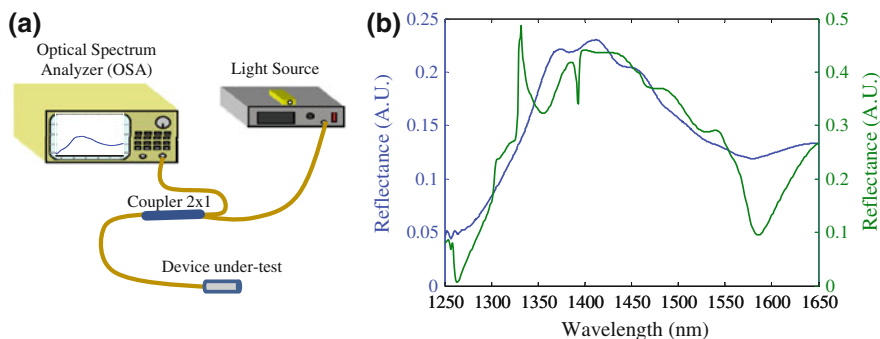 (a)
Optical Spectrum
Analyzer (OSA)
Light Source
Coupler 2x1
Device under-test
(b)
0.25
0.2
0.15
0.1
0.05
0
Reflectance (A.U.)
0.5
0.4
0.3
0.2
0.1
0
Reflectance (A.U.)
1250 1300 1350 1400 1450 1500 1550 1600 1650
Wavelength (nm)